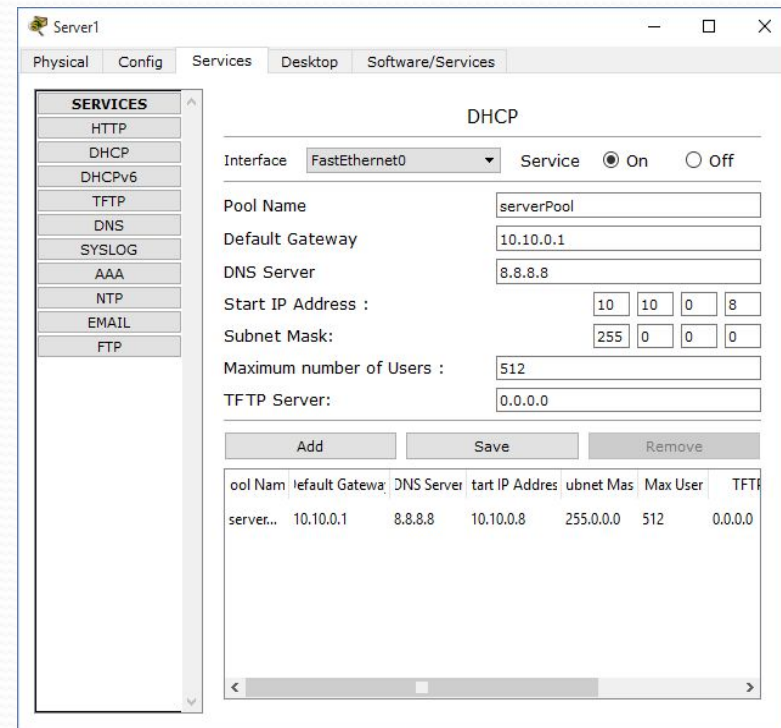 Server1
Physical Config Services Desktop Software/Services
SERVICES
HTTP
DHCP
DHCPv6
TFTP
DNS
SYSLOG
AAA
NTP
EMAIL
FTP
DHCP
Interface FastEthernet0 Service On Off
Pool Name serverPool
Default Gateway 10.10.0.1
DNS Server 8.8.8.8
Start IP Address : 10 10 0 8
Subnet Mask: 255 0 0 0
Maximum number of Users : 512
TFTP Server: 0.0.0.0
Add Save Remove
ool Nam efault Gateway DNS Server tart IP Addres ubnet Mas Max User TFTP
server... 10.10.0.1 8.8.8.8 10.10.0.8 255.0.0.0 512 0.0.0.0